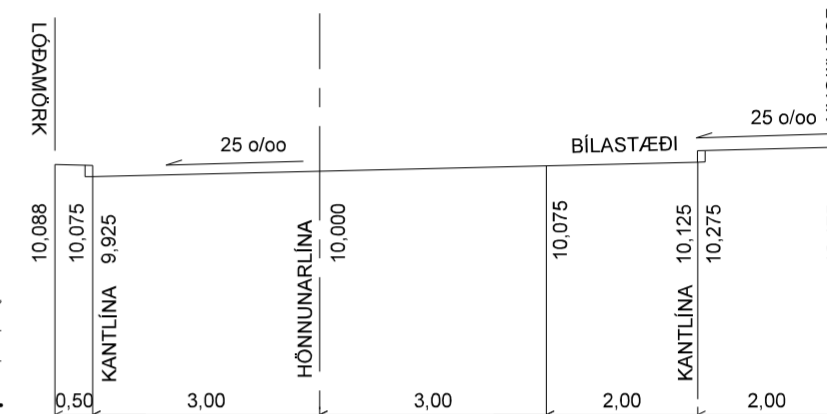 LÓÐAMÖRK
25 o/oo
BÍLASTÆÐI
25 o/oo
10,088
10,075
KANTLÍNA 9,925
HÖNNUNARLÍNA
10,000
10,075
KANTLÍNA 10,125
10,275
0,50
3,00
3,00
2,00
2,00